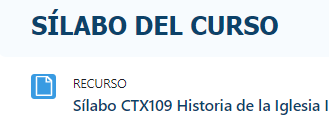 SÍLABO DEL CURSO
RECURSO
Sílabo CTX109 Historia de la Iglesia I